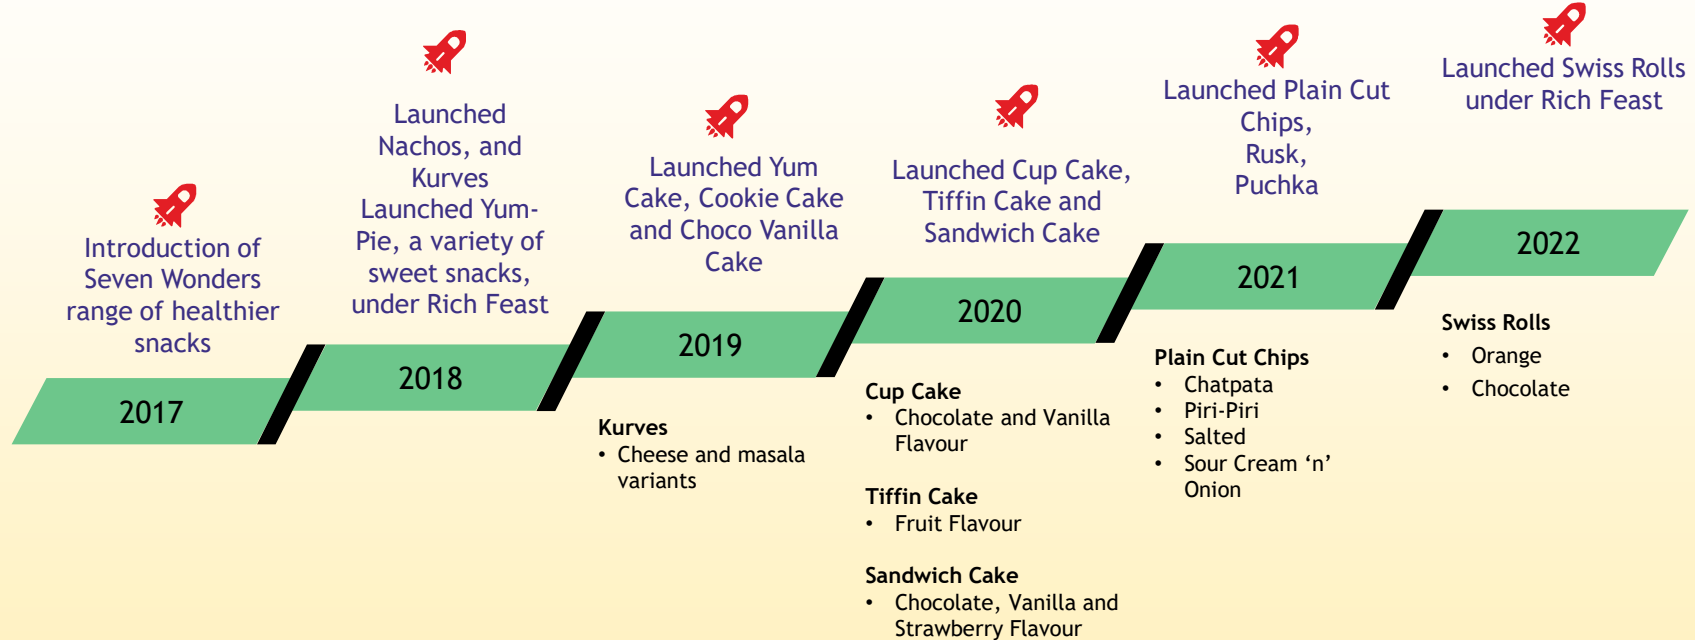 Introduction of
Seven Wonders
range of healthier
snacks
2017
Launched
Nachos, and
Kurves
Launched Yum-
Pie, a variety of
sweet snacks,
under Rich Feast
2018
Launched Yum
Cake, Cookie Cake
and Choco Vanilla
Cake
2019
Kurves
• Cheese and masala
variants
Launched Cup Cake,
Tiffin Cake and
Sandwich Cake
2020
Cup Cake
• Chocolate and Vanilla
Flavour
Tiffin Cake
• Fruit Flavour
Sandwich Cake
• Chocolate, Vanilla and
Strawberry Flavour
Launched Plain Cut
Chips,
Rusk,
Puchka
2021
Plain Cut Chips
• Chatpata
• Piri-Piri
• Salted
• Sour Cream ‘n’
Onion
Launched Swiss Rolls
under Rich Feast
2022
Swiss Rolls
• Orange
• Chocolate